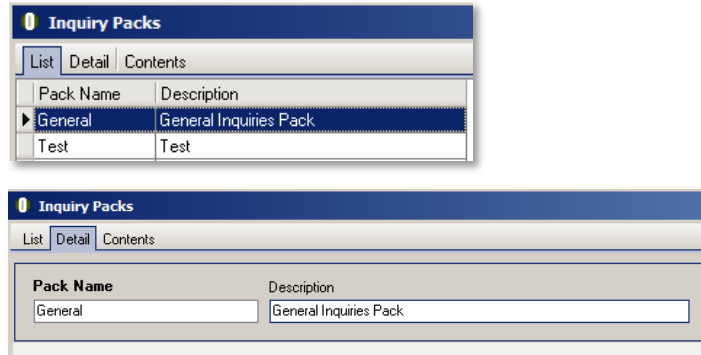 Inquiry Packs
List Detail Contents
Pack Name Description
General General Inquiries Pack
Test Test
Inquiry Packs
List Detail Contents
Pack Name Description
General General Inquiries Pack